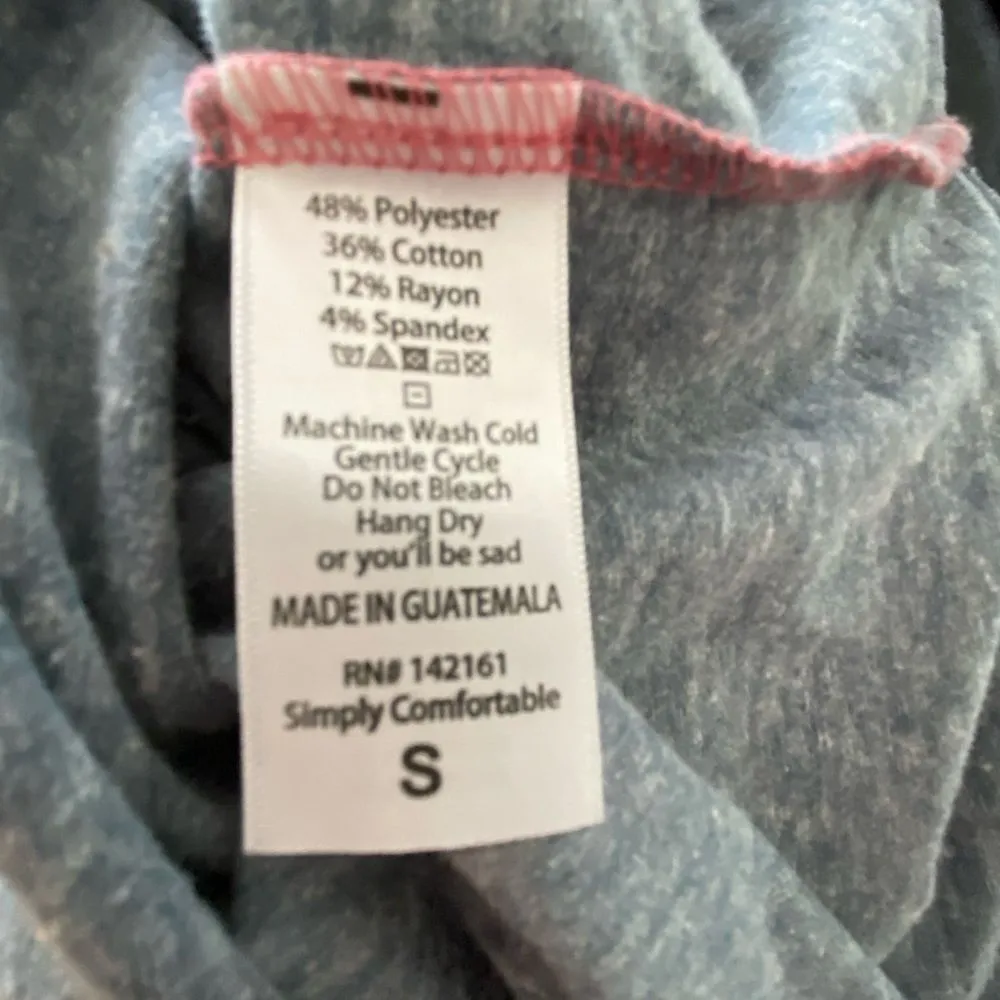 48% Polyester
36% Cotton
12% Rayon
4% Spandex
Machine Wash Cold
Gentle Cycle
Do Not Bleach
Hang Dry
or you'll be sad
MADE IN GUATEMALA
RN# 142161
Simply Comfortable
S